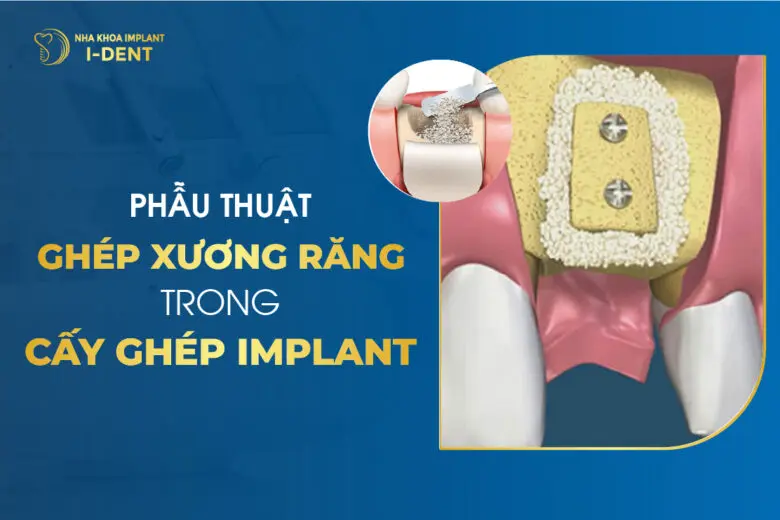 NHA KHOA IMPLANT
I-DENT
PHẪU THUẬT
GHÉP XƯƠNG RĂNG
TRONG
CẤY GHÉP IMPLANT